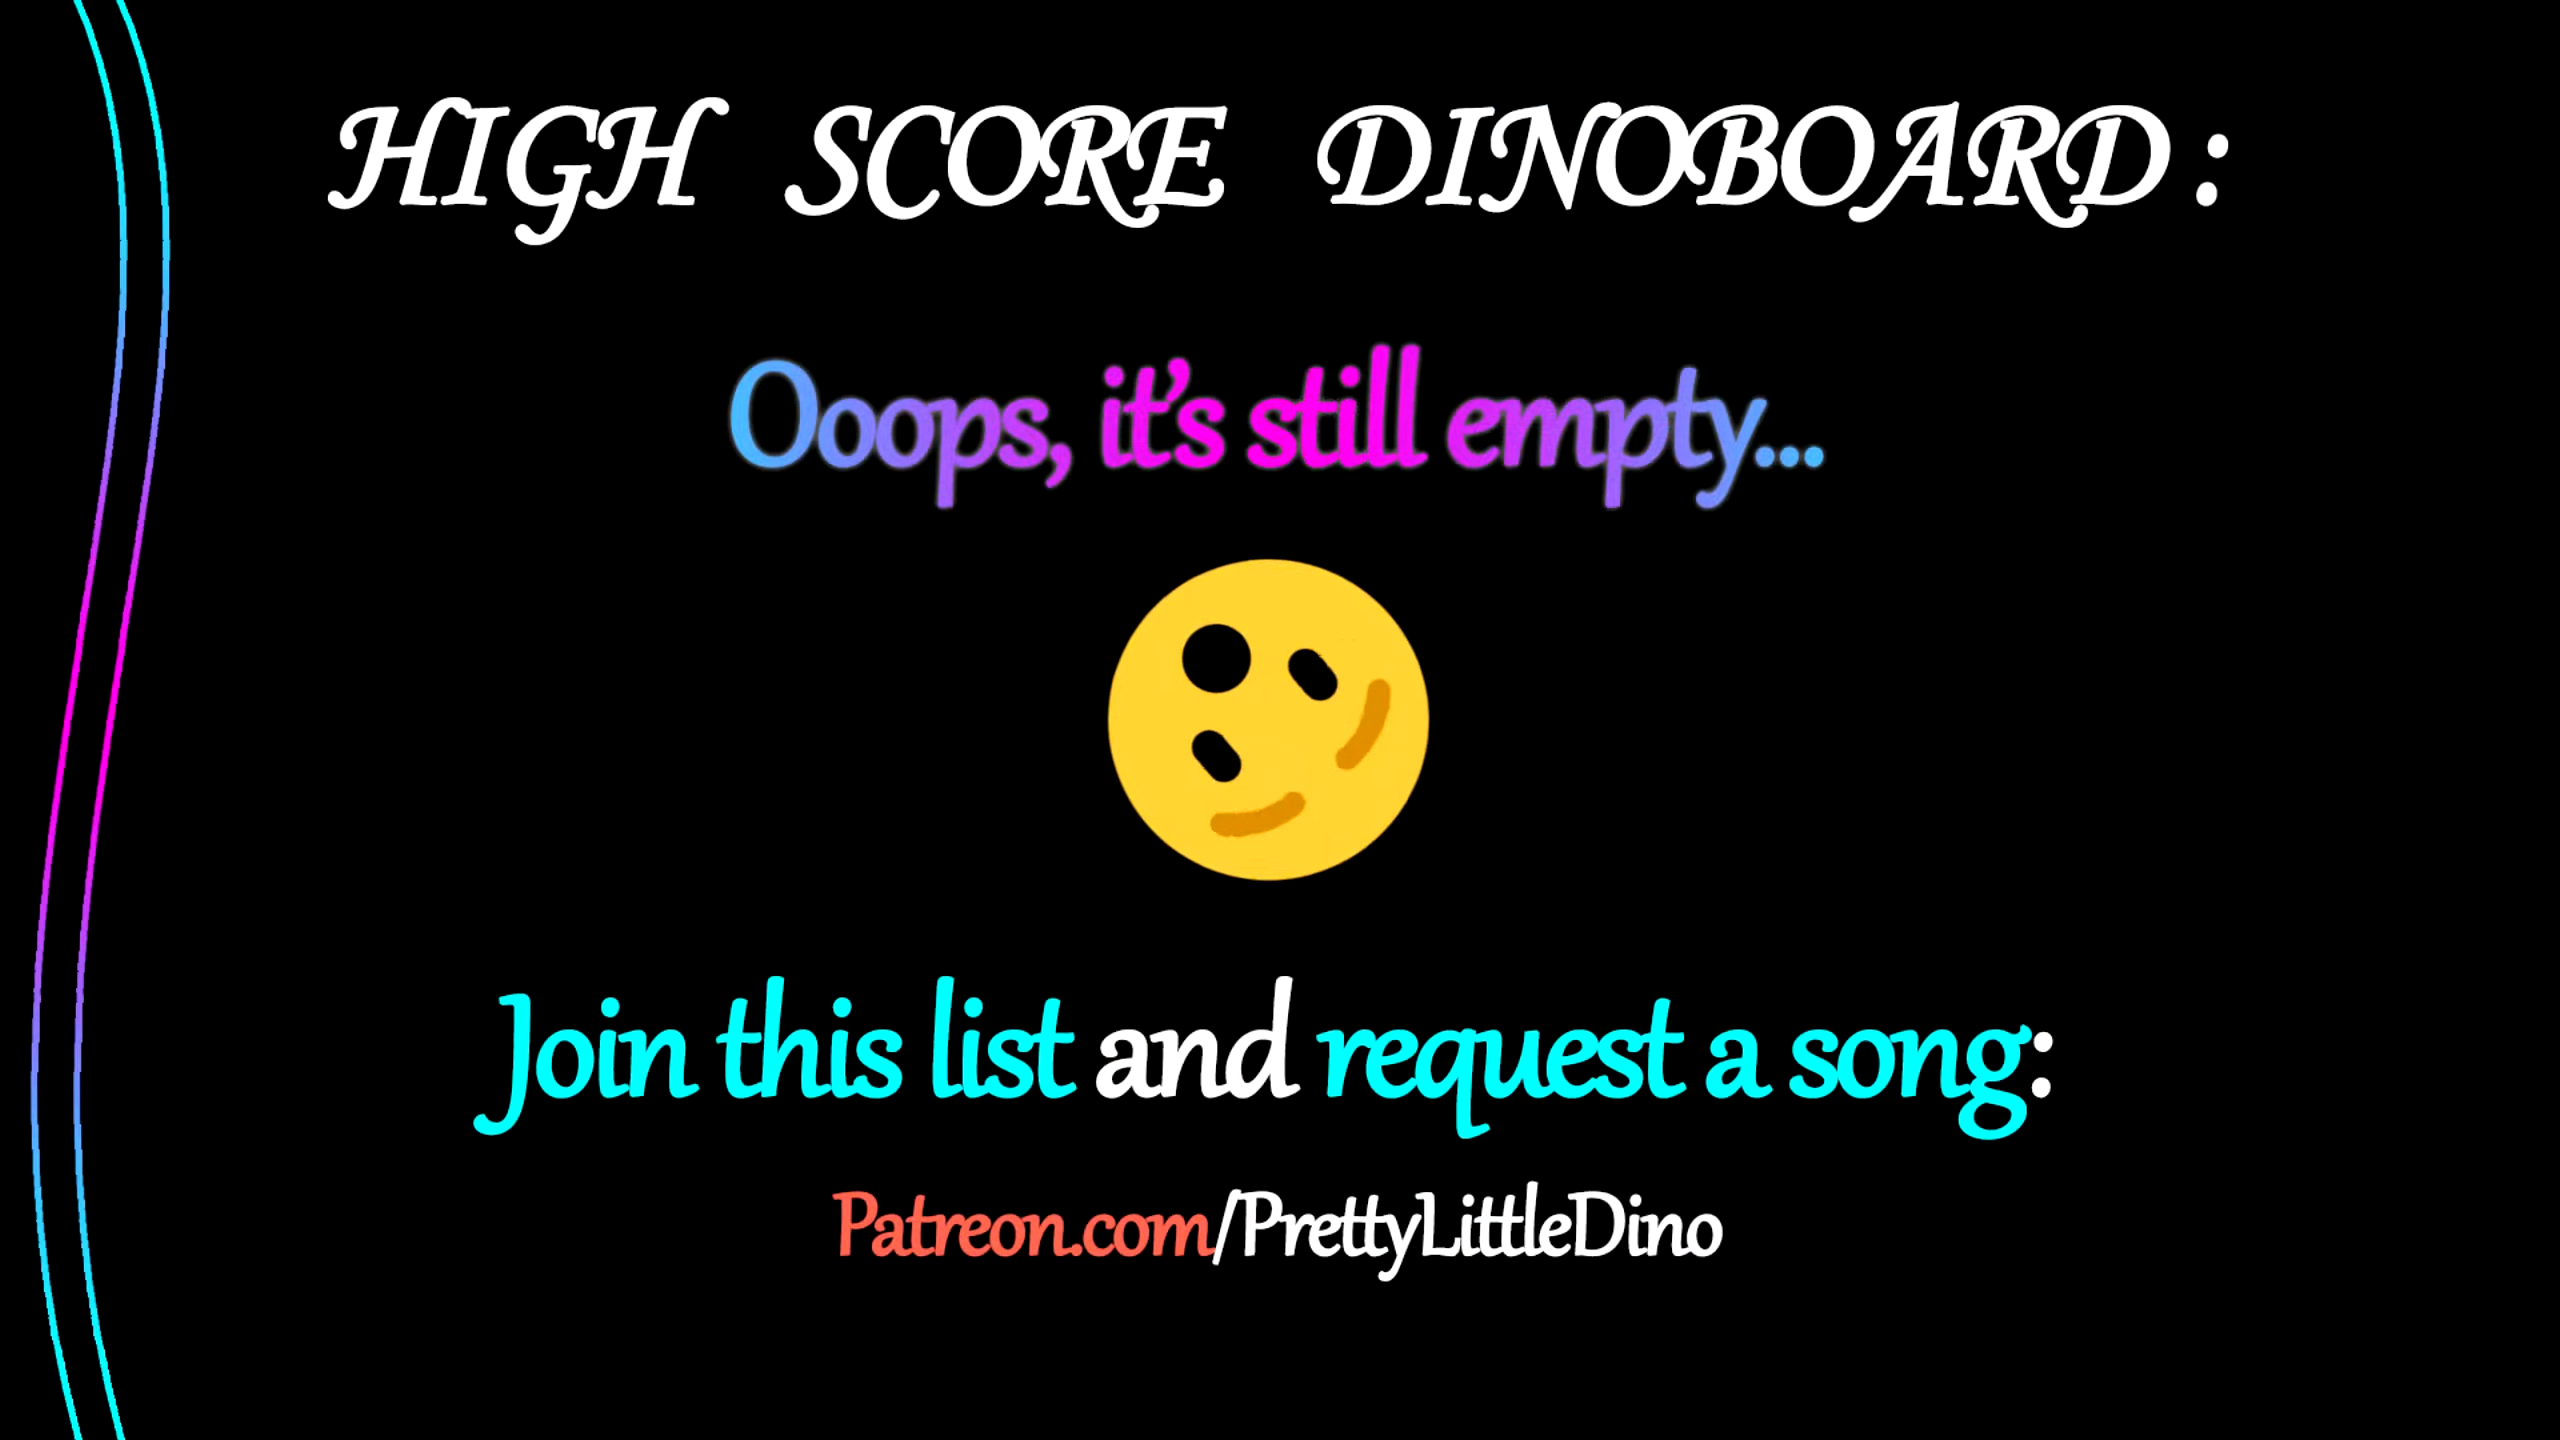 HIGH SCORE DINOBOARD:
Ooops, it's still empty...
Join this list and request a song:
Patreon.com/PrettyLittleDino